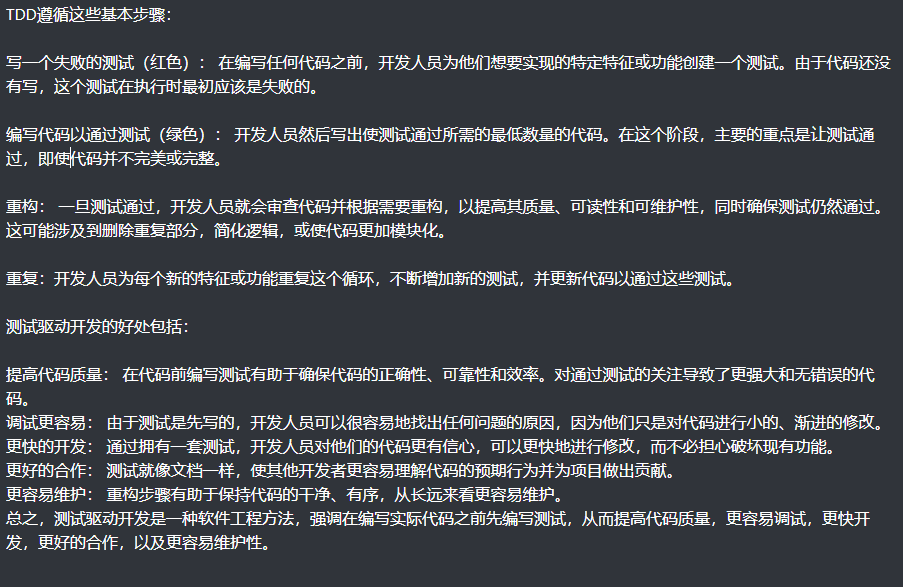 TDD遵循这些基本步骤：
写一个失败的测试（红色）： 在编写任何代码之前，开发人员为他们想要实现的特定特征或功能创建一个测试。由于代码还没
有写，这个测试在执行时最初应该是失败的。
编写代码以通过测试（绿色）： 开发人员然后写出使测试通过所需的最低数量的代码。在这个阶段，主要的重点是让测试通
过，即使代码并不完美或完整。
重构： 一旦测试通过，开发人员就会审查代码并根据需要重构，以提高其质量、可读性和可维护性，同时确保测试仍然通过。
这可能涉及到删除重复部分，简化逻辑，或使代码更加模块化。
重复：开发人员为每个新的特征或功能重复这个循环，不断增加新的测试，并更新代码以通过这些测试。
测试驱动开发的好处包括：
提高代码质量： 在代码前编写测试有助于确保代码的正确性、可靠性和效率。对通过测试的关注导致了更强大和无错误的代
码。
调试更容易： 由于测试是先写的，开发人员可以很容易地找出任何问题的原因，因为他们只是对代码进行小的、渐进的修改。
更快的开发： 通过拥有一套测试，开发人员对他们的代码更有信心，可以更快地进行修改，而不必担心破坏现有功能。
更好的合作： 测试就像文档一样，使其他开发者更容易理解代码的预期行为并为项目做出贡献。
更容易维护： 重构步骤有助于保持代码的干净、有序，从长远来看更容易维护。
总之，测试驱动开发是一种软件工程方法，强调在编写实际代码之前先编写测试，从而提高代码质量，更容易调试，更快开
发，更好的合作，以及更容易维护性。